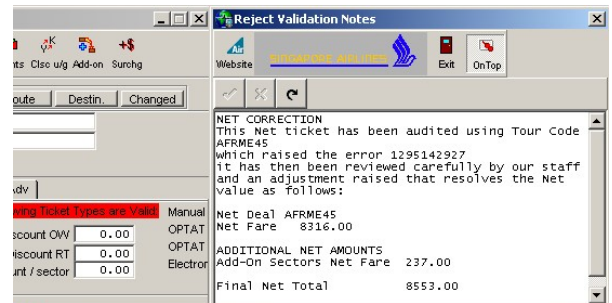 Reject Validation Notes
nts Clsc u/g Add-on Surchg
Air
Website
SINGAPORE AIRLINES
Exit
OnTop
oute
Destin.
Changed
NET CORRECTION
This Net ticket has been audited using Tour Code
AFRME45
which raised the error 1295142927
it has then been reviewed carefully by our staff
and an adjustment raised that resolves the Net
value as follows:
Net Deal AFRME45
Net Fare 8316.00
ADDITIONAL NET AMOUNTS
Add-On Sectors Net Fare 237.00
Final Net Total 8553.00
Adv
wing Ticket Types are Valid:
Manual
scount OW 0.00
OPTAT
iscount RT 0.00
OPTAT
unt / sector 0.00
Electror